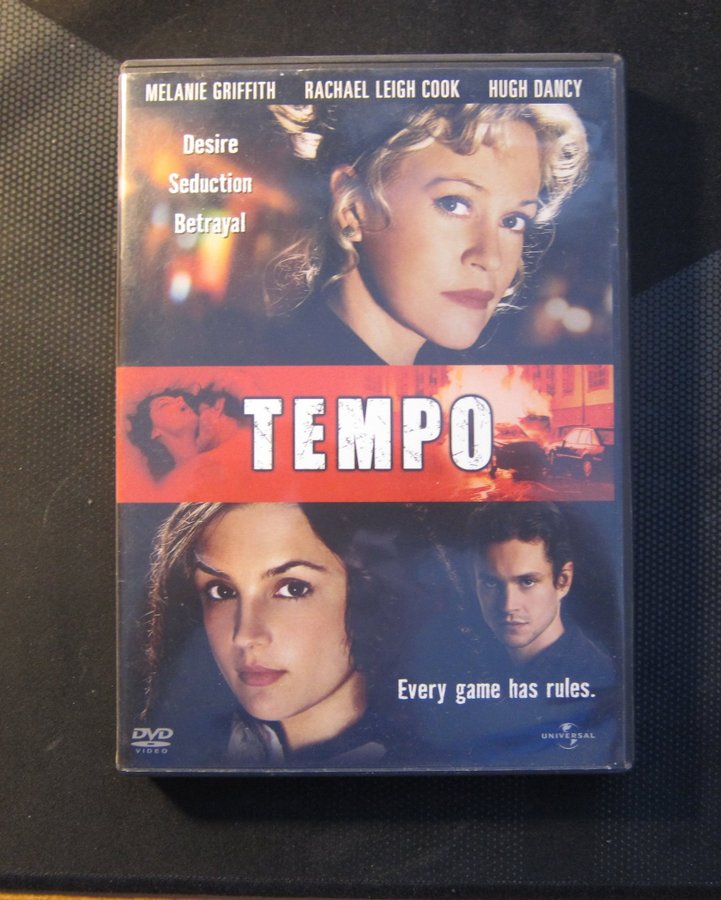 MELANIE GRIFFITH RACHAEL LEIGH COOK HUGH DANCY
Desire
Seduction
Betrayal
TEMPO
Every game has rules.
DVD
VIDEO
UNIVERSAL